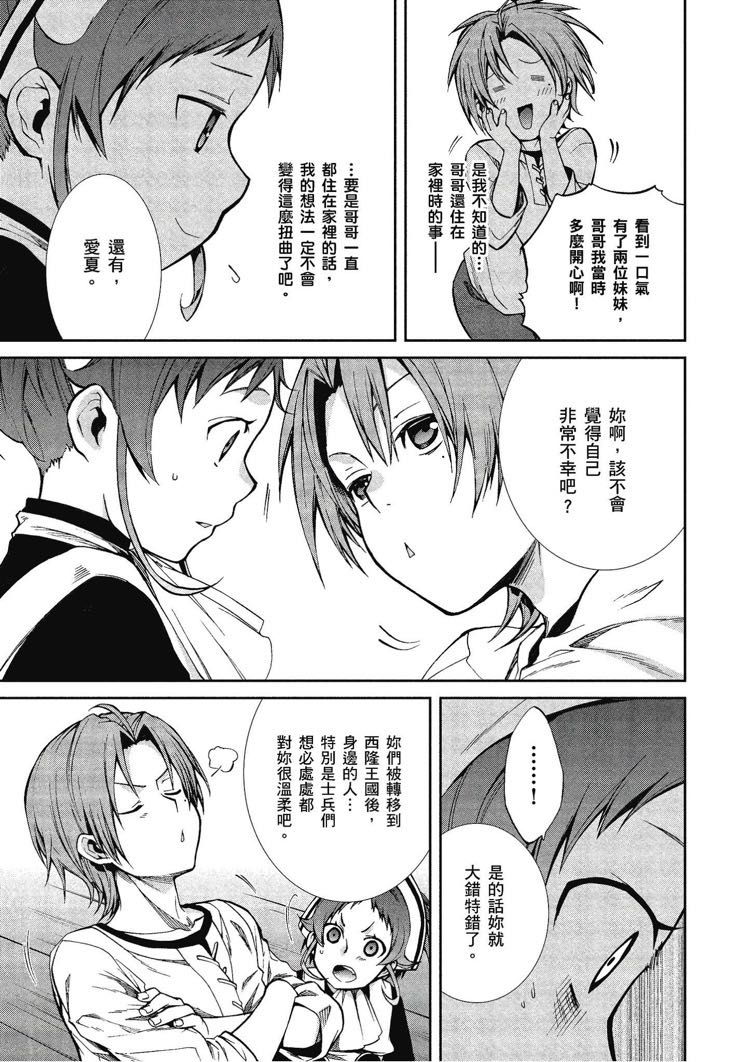 看到一口氣
有了兩位妹妹，
哥哥我當時
多麼開心啊！
是我不知道的…
哥哥還住在
家裡時的事——
…要是哥哥一直
都住在家裡的話，
我的想法一定不會
變得這麼扭曲了吧。
還有，
愛夏。
妳啊，該不會
覺得自己
非常不幸吧？
……！
是的話妳就
大錯特錯了。
妳們被轉移到
西隆王國後，
身邊的人…
特別是士兵們
想必處處都
對妳很溫柔吧。